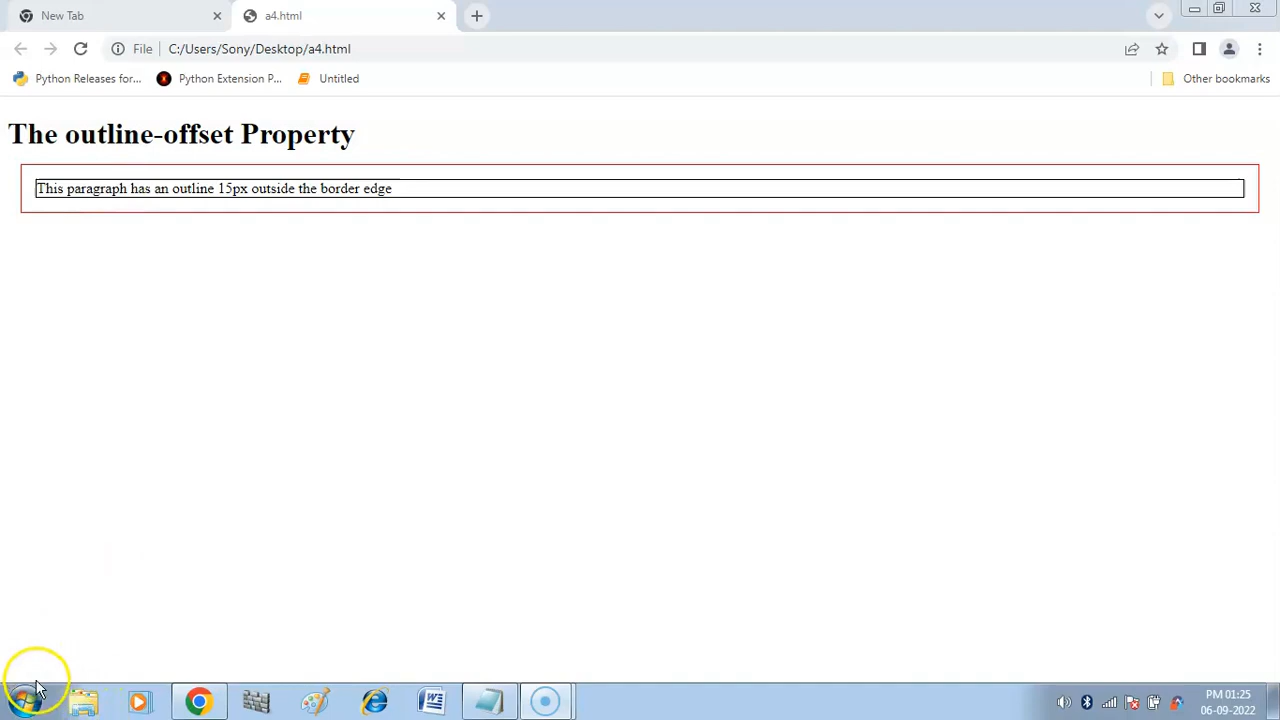 New Tab
a4.html
File
C:/Users/Sony/Desktop/a4.html
Python Releases for...
Python Extension P...
Untitled
Other bookmarks
The outline-offset Property
This paragraph has an outline 15px outside the border edge
PM 01:25
06-09-2022